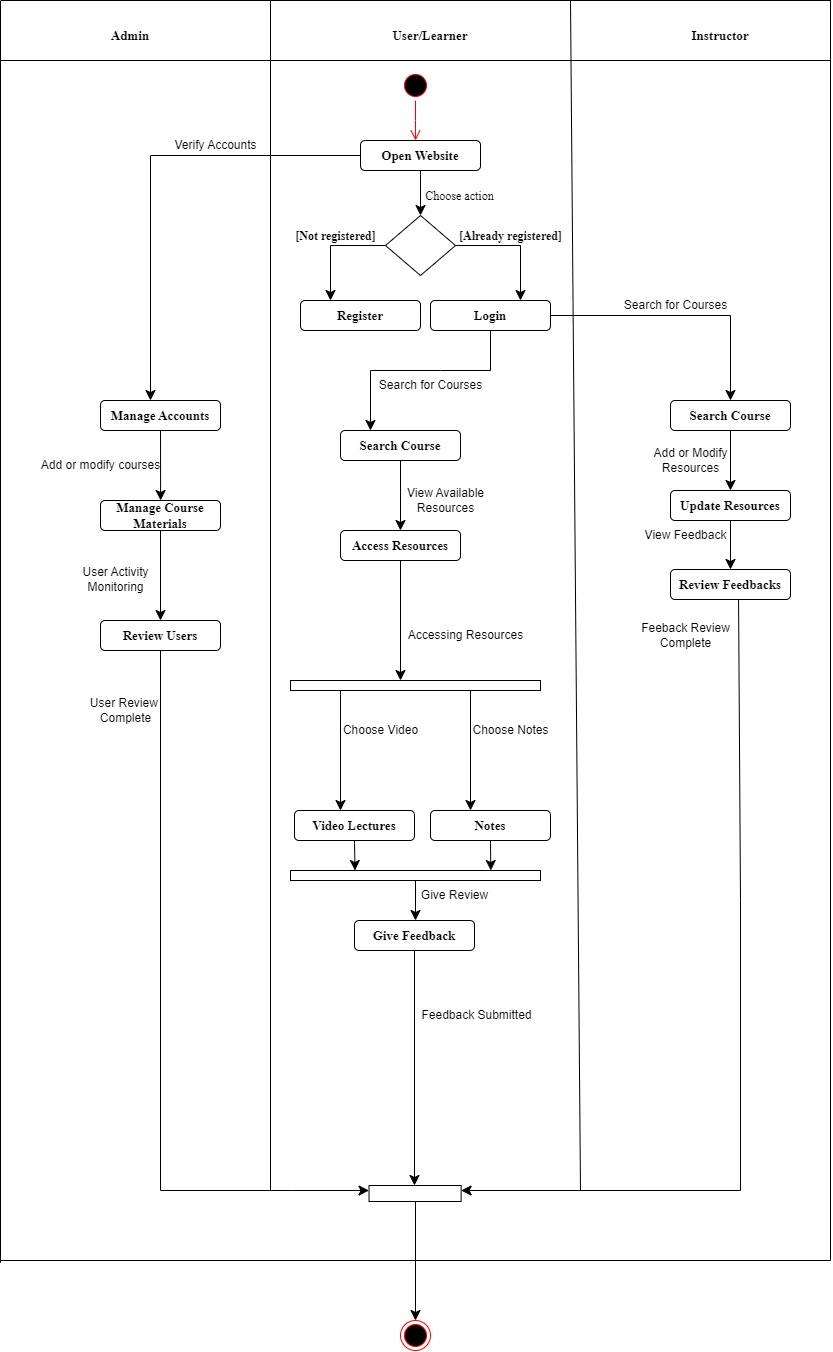 Admin
User/Learner
Instructor
Verify Accounts
Open Website
Choose action
[Not registered]
[Already registered]
Register
Login
Search for Courses
Search for Courses
Manage Accounts
Search Course
Search Course
Add or modify courses
Add or Modify
Resources
View Available
Resources
Manage Course
Materials
Update Resources
View Feedback
Access Resources
User Activity
Monitoring
Review Feedbacks
Review Users
Accessing Resources
Feeback Review
Complete
User Review
Complete
Choose Video
Choose Notes
Video Lectures
Notes
Give Review
Give Feedback
Feedback Submitted